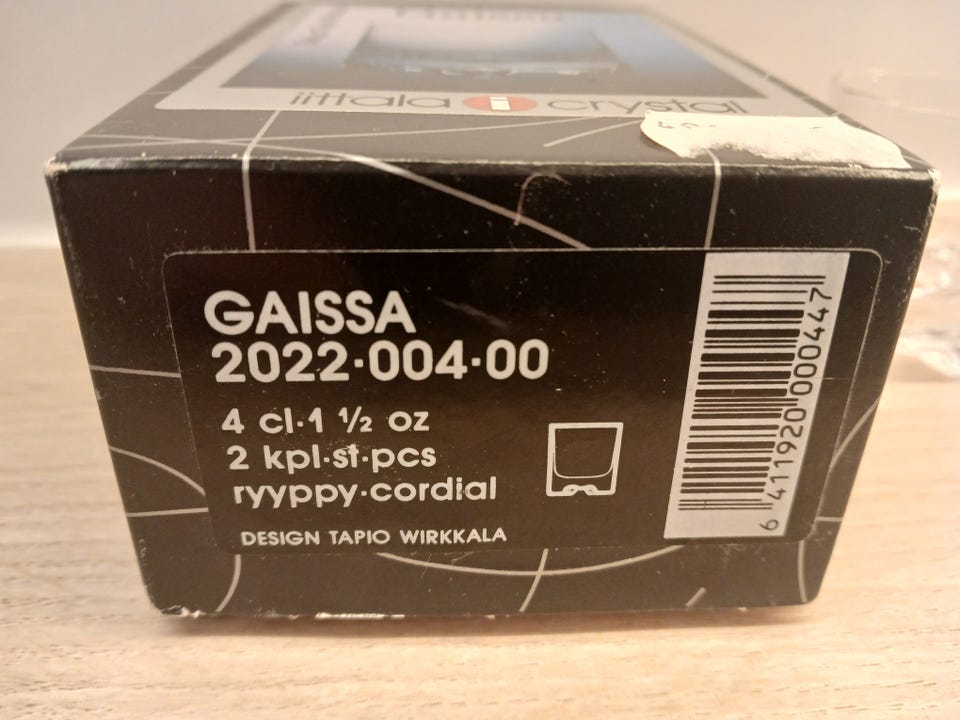 iittala i crystal
GAISSA
2022·004·00
4 cl·1 ½ oz
2 kpl·st·pcs
ryyppy·cordial
DESIGN TAPIO WIRKKALA
6 411920 000447